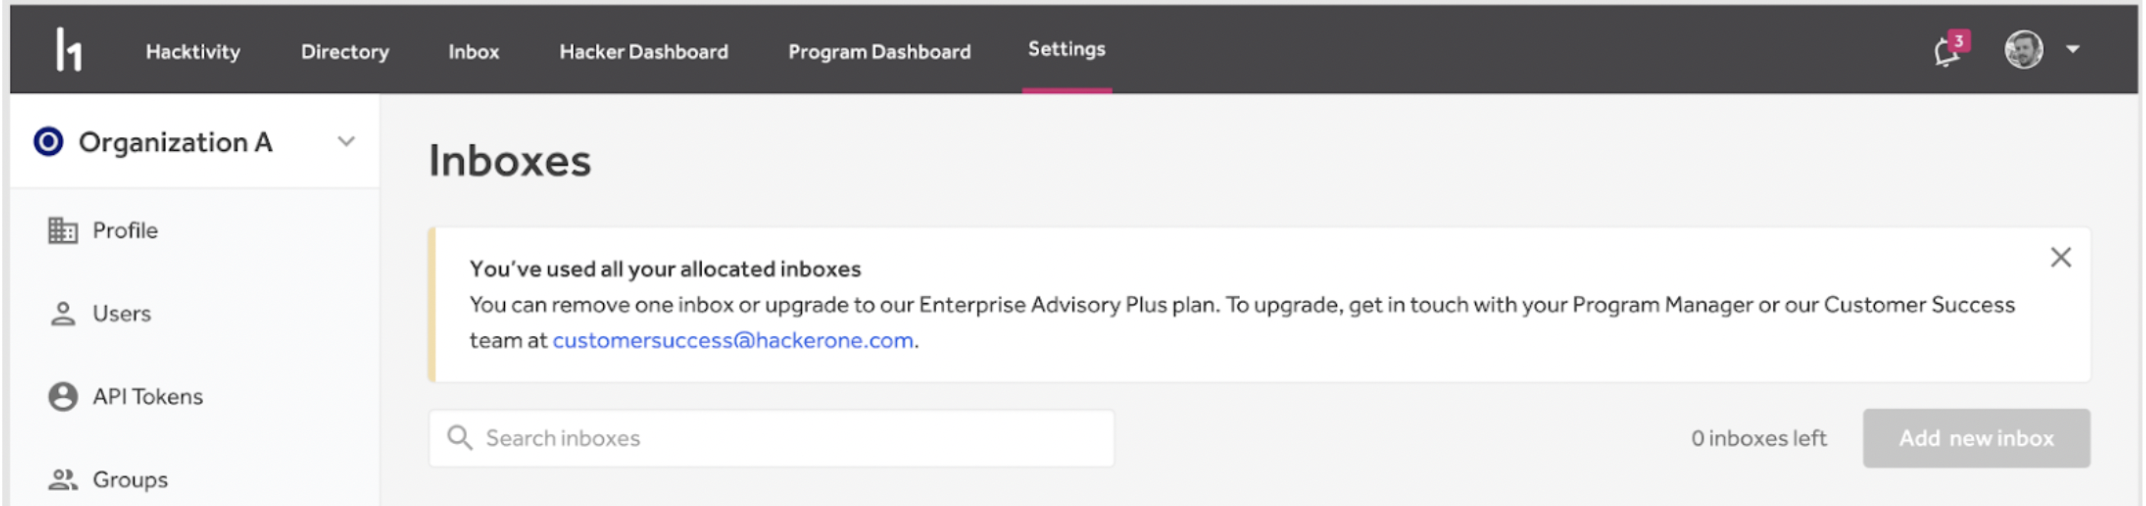 h1
Hacktivity Directory Inbox Hacker Dashboard Program Dashboard Settings 3
Organization A
Profile
Users
API Tokens
Groups
Inboxes
You've used all your allocated inboxes
You can remove one inbox or upgrade to our Enterprise Advisory Plus plan. To upgrade, get in touch with your Program Manager or our Customer Success
team at customersuccess@hackerone.com.
Search inboxes
0 inboxes left
Add new inbox